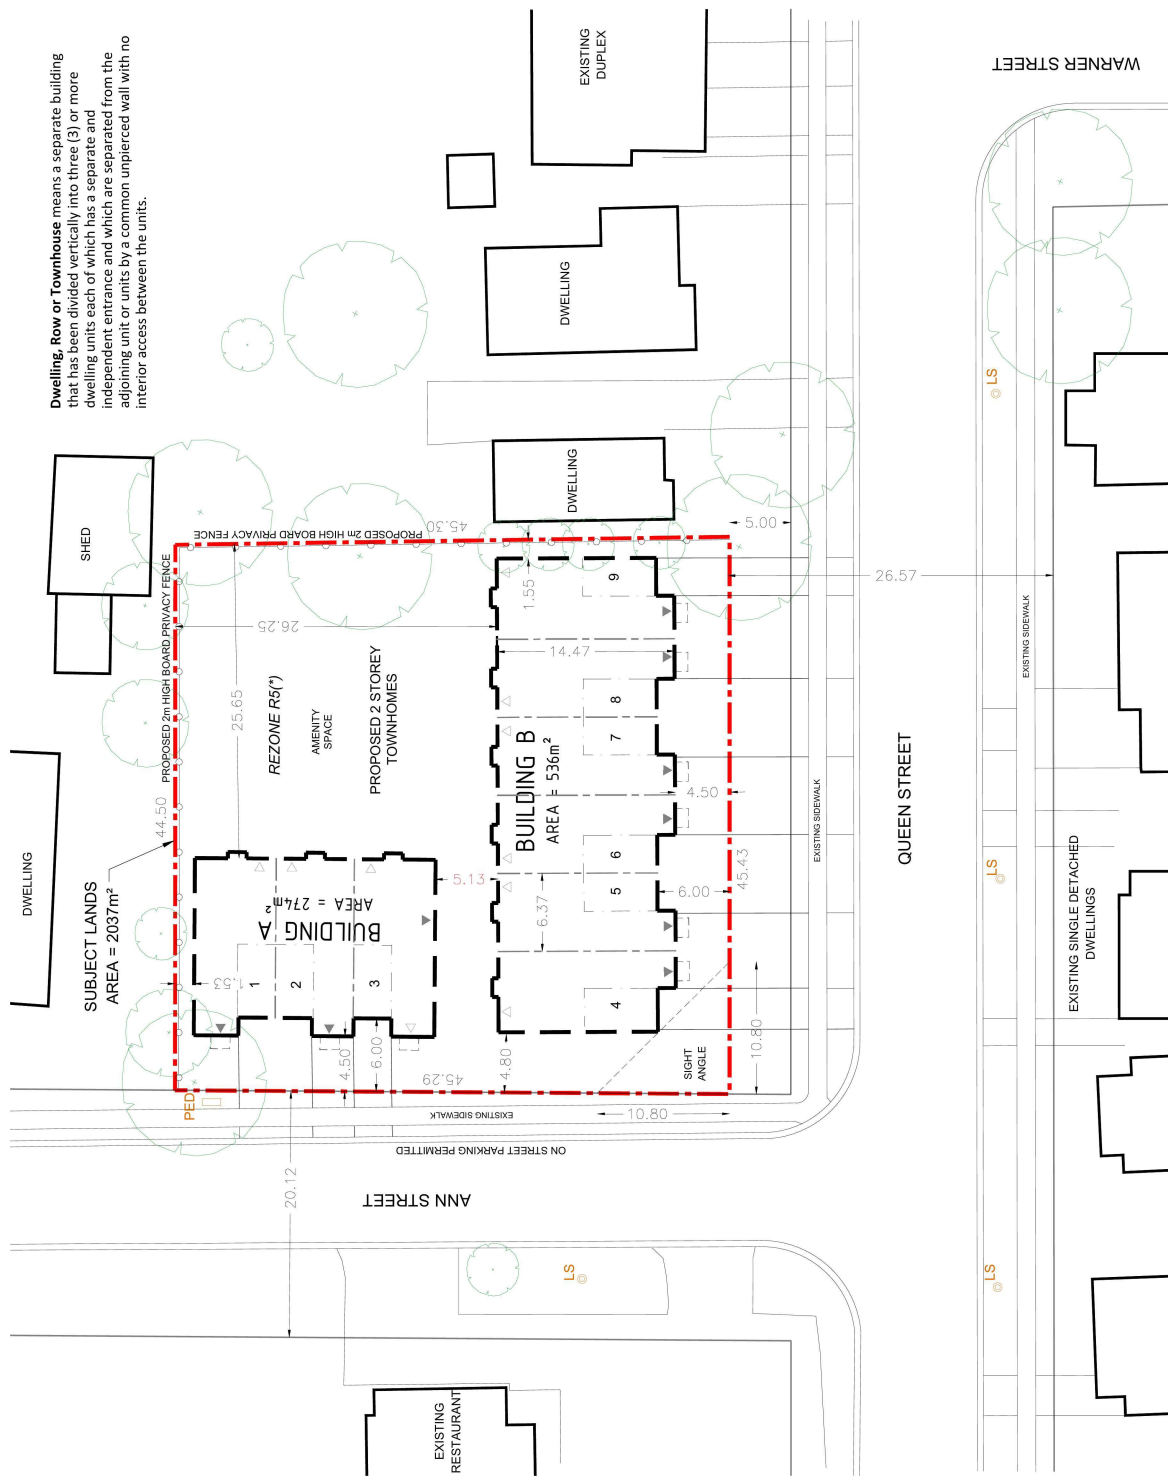 Dwelling, Row or Townhouse means a separate building
that has been divided vertically into three (3) or more
dwelling units each of which has a separate and
independent entrance and which are separated from the
adjoining unit or units by a common unpierced wall with no
interior access between the units.
WARNER STREET
EXISTING
DUPLEX
DWELLING
DWELLING
SHED
DWELLING
LS
PROPOSED 2m HIGH BOARD PRIVACY FENCE
45.30
PROPOSED 2m HIGH BOARD PRIVACY FENCE
44.50
SUBJECT LANDS
AREA = 2037m²
5.00
26.57
1.55
26.25
25.65
14.47
REZONE R5(*)
AMENITY
SPACE
PROPOSED 2 STOREY
TOWNHOMES
BUILDING B
AREA = 536m²
9
8
7
6
5
4
4.50
45.43
6.00
6.37
5.13
BUILDING A
AREA = 274m²
1
2
3
1.53
4.50
6.00
4.80
45.29
SIGHT
ANGLE
10.80
10.80
EXISTING SIDEWALK
EXISTING SIDEWALK
EXISTING SIDEWALK
QUEEN STREET
LS
EXISTING SINGLE DETACHED
DWELLINGS
PED
ON STREET PARKING PERMITTED
ANN STREET
20.12
LS
LS
EXISTING
RESTAURANT